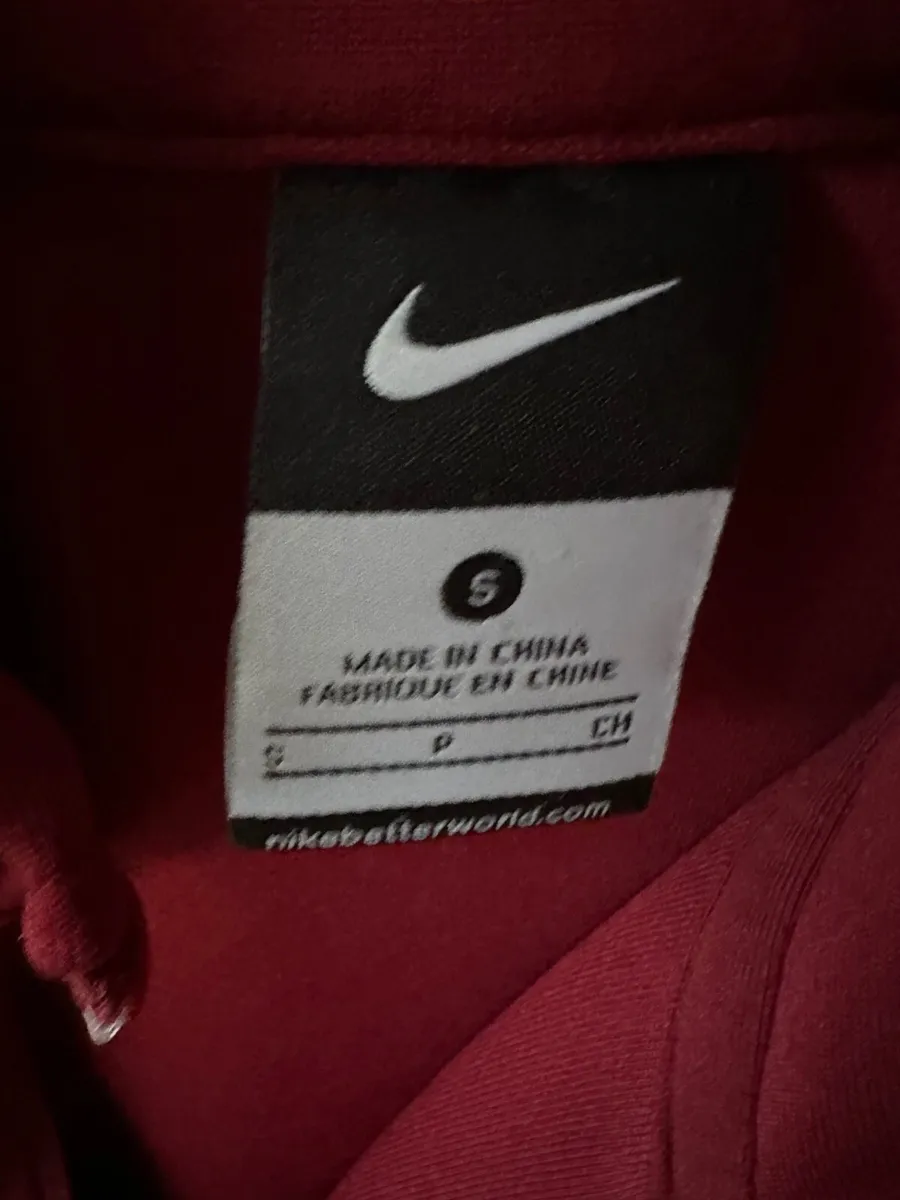 S
MADE IN CHINA
FABRIQUE EN CHINE
S P CH
nikebetterworld.com